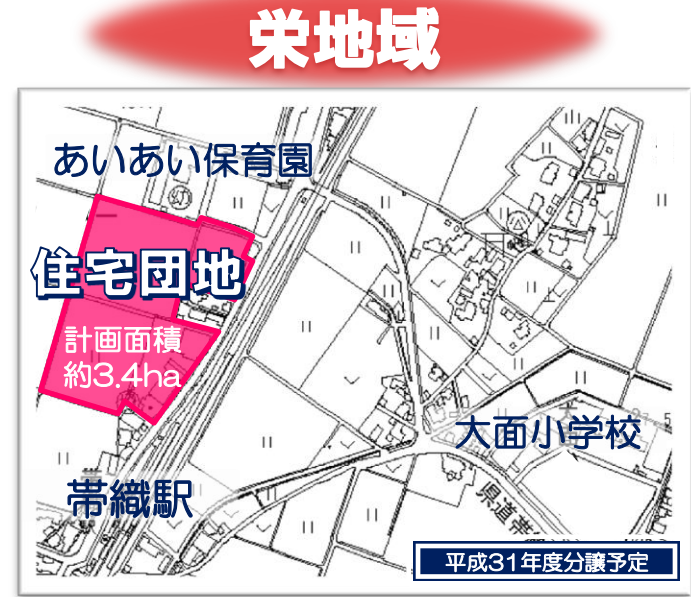 栄地域
あいあい保育園
住宅団地
計画面積
約3.4ha
大面小学校
帯織駅
県道帯
平成31年度分譲予定